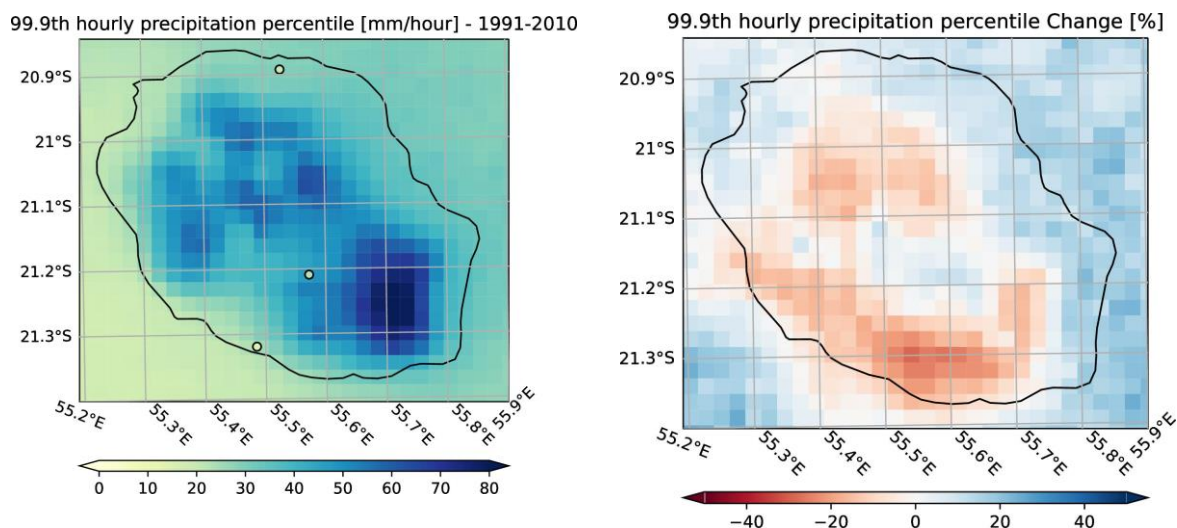 99.9th hourly precipitation percentile [mm/hour] - 1991-2010
20.9°S
21°S
21.1°S
21.2°S
21.3°S
55.2°E
55.3°E
55.4°E
55.5°E
55.6°E
55.7°E
55.8°E
55.9°E
0 10 20 30 40 50 60 70 80
99.9th hourly precipitation percentile Change [%]
20.9°S
21°S
21.1°S
21.2°S
21.3°S
55.2°E
55.3°E
55.4°E
55.5°E
55.6°E
55.7°E
55.8°E
55.9°E
−40 −20 0 20 40